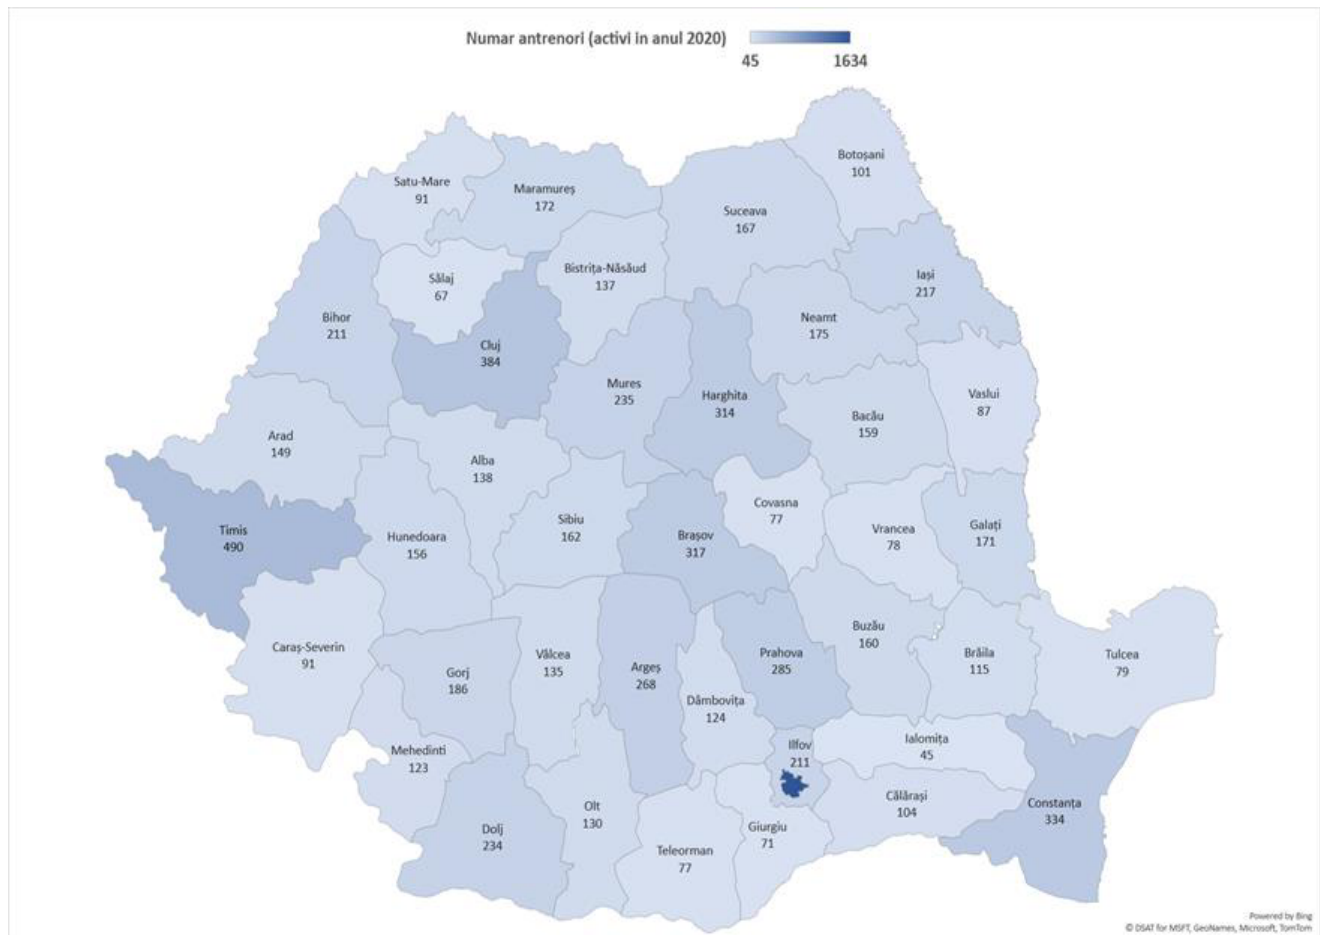 Numar antrenori (activi in anul 2020)
45 1634
Botoșani
101
Satu-Mare
91
Maramureș
172
Suceava
167
Sălaj
67
Bistrița-Năsăud
137
Iași
217
Bihor
211
Neamt
175
Cluj
384
Mures
235
Harghita
314
Vaslui
87
Bacău
159
Arad
149
Alba
138
Covasna
77
Timis
490
Hunedoara
156
Sibiu
162
Brașov
317
Vrancea
78
Galați
171
Caraș-Severin
91
Gorj
186
Vâlcea
135
Argeș
268
Prahova
285
Buzău
160
Brăila
115
Tulcea
79
Dâmbovița
124
Mehedinti
123
Ilfov
211
Ialomița
45
Călărași
104
Constanța
334
Dolj
234
Olt
130
Giurgiu
71
Teleorman
77
Powered by Bing
© DSAT for MSFT, GeoNames, Microsoft, TomTom